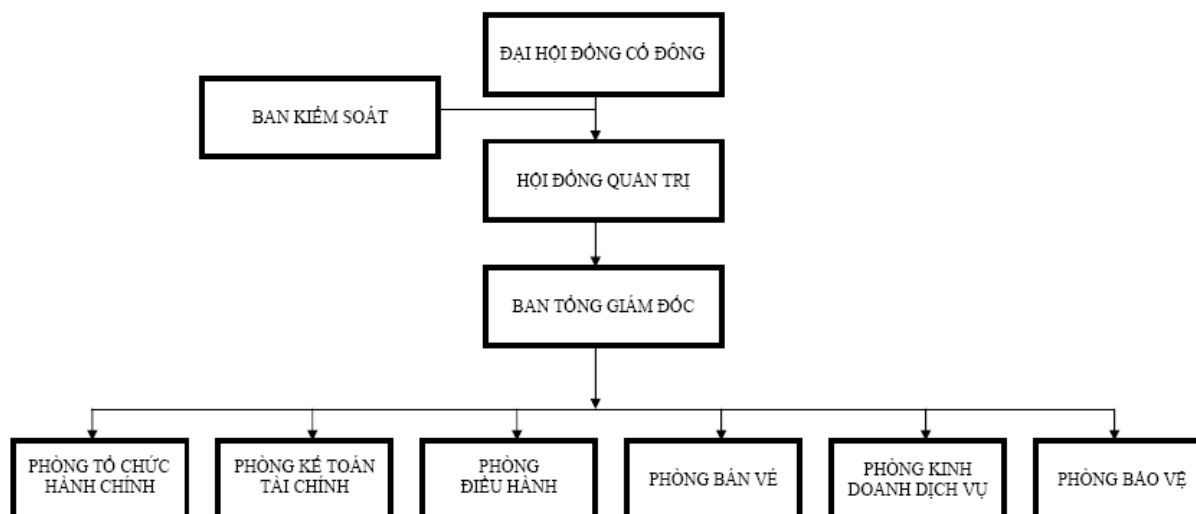 ĐẠI HỘI ĐỒNG CỔ ĐÔNG
BAN KIỂM SOÁT
HỘI ĐỒNG QUẢN TRỊ
BAN TỔNG GIÁM ĐỐC
PHÒNG TỔ CHỨC
HÀNH CHÍNH
PHÒNG KẾ TOÁN
TÀI CHÍNH
PHÒNG
ĐIỀU HÀNH
PHÒNG BÁN VÉ
PHÒNG KINH
DOANH DỊCH VỤ
PHÒNG BẢO VỆ